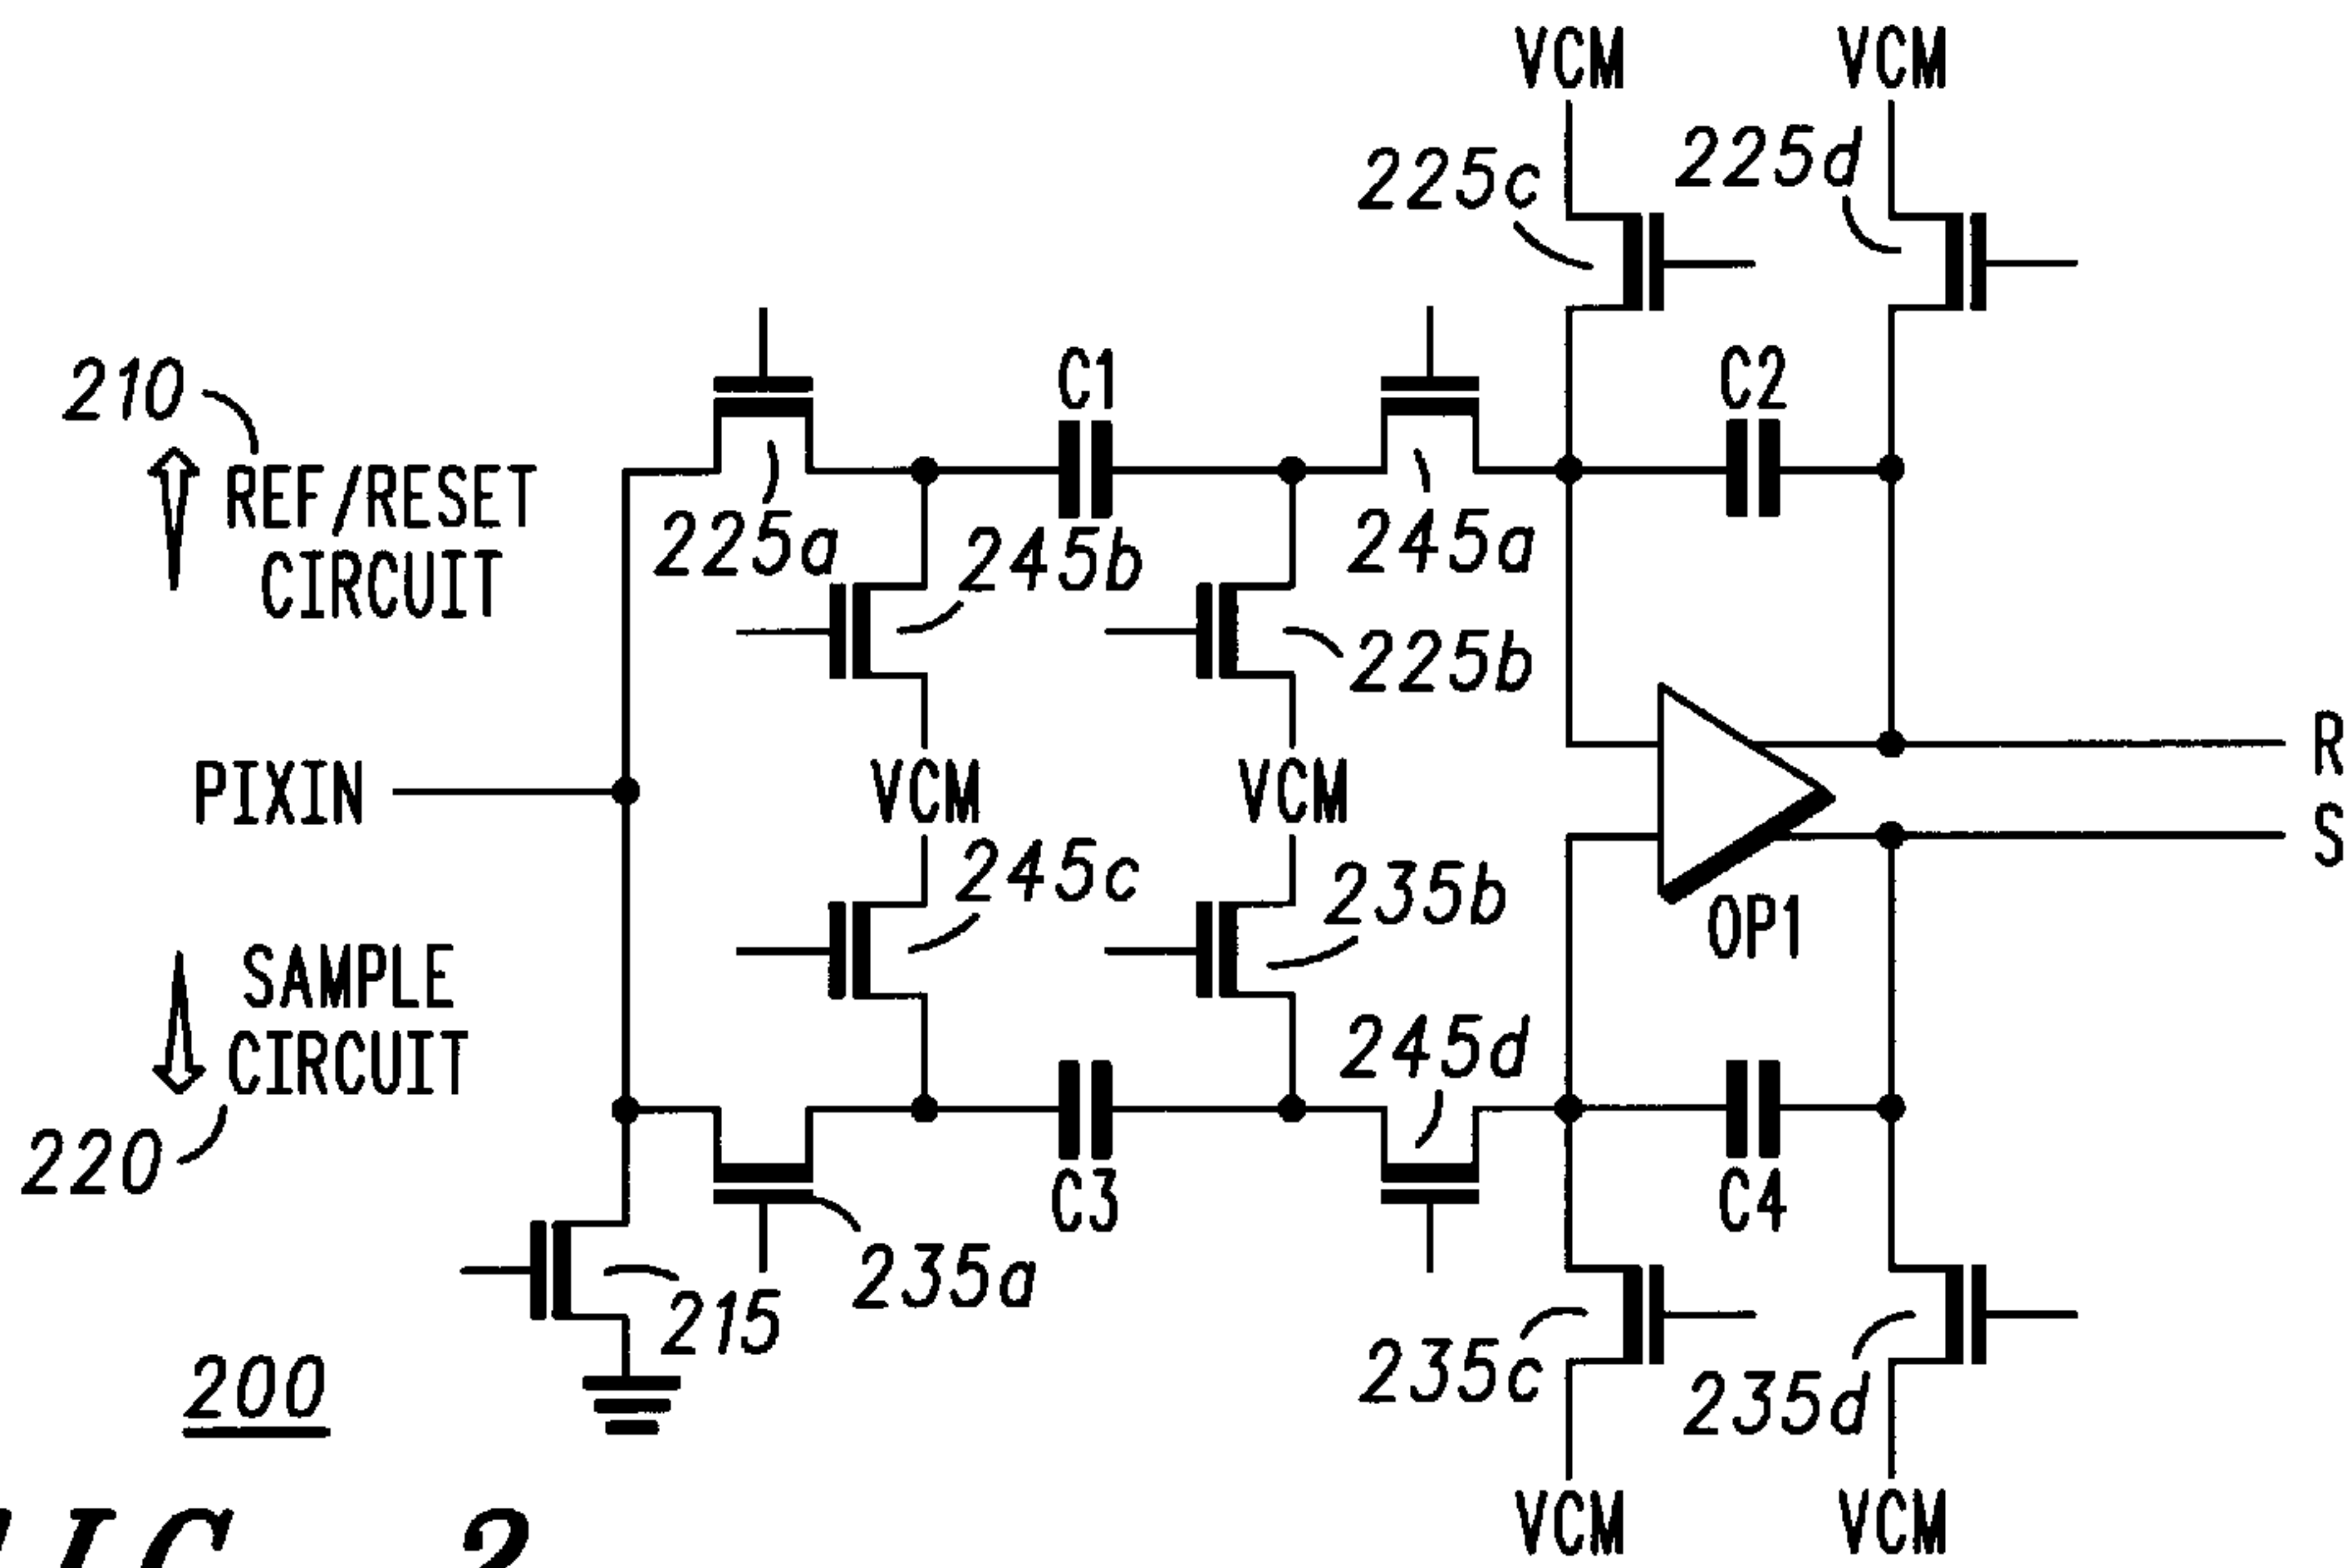 VCM
VCM
225c
225d
210
REF/RESET
CIRCUIT
C1
C2
225a
245b
245a
225b
PIXIN
VCM
VCM
R
S
245c
235b
OP1
SAMPLE
CIRCUIT
220
245d
C3
C4
235a
215
235c
235d
200
VCM
VCM
2